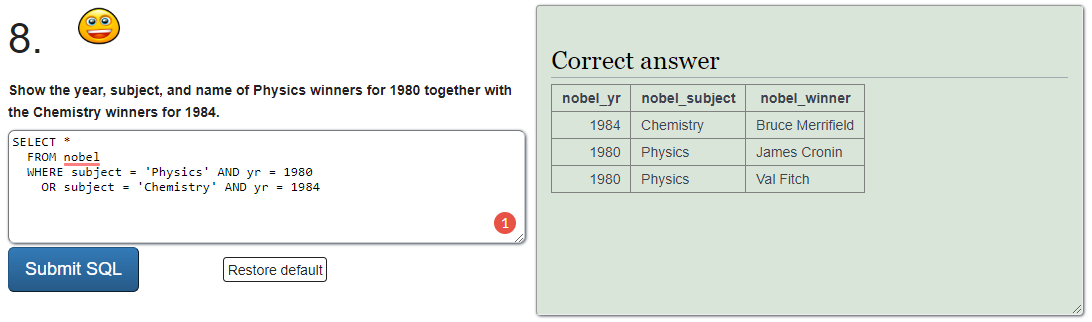 8.
Show the year, subject, and name of Physics winners for 1980 together with
the Chemistry winners for 1984.
SELECT *
FROM nobel
WHERE subject = 'Physics' AND yr = 1980
OR subject = 'Chemistry' AND yr = 1984
1
Submit SQL
Restore default
Correct answer
nobel_yr nobel_subject nobel_winner
1984 Chemistry Bruce Merrifield
1980 Physics James Cronin
1980 Physics Val Fitch